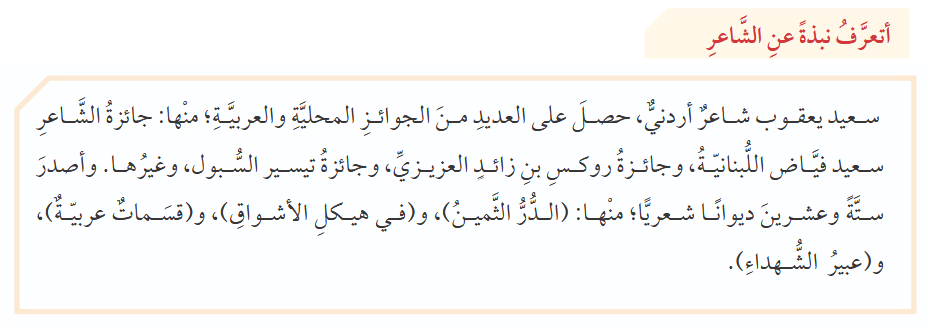 أتعرَّفُ نبذةً عنِ الشَّاعرِ
سعيد يعقوب شاعرٌ أردنيٌّ، حصلَ على العديدِ منَ الجوائزِ المحليَّةِ والعربيَّةِ؛ منْها: جائزةُ الشَّاعرِ
سعيد فيَّاض اللُّبنانيّةُ، وجائزةُ روكسِ بنِ زائدٍ العزيزيِّ، وجائزةُ تيسير السُّبول، وغيرُها. وأصدرَ
ستَّةً وعشرينَ ديوانًا شعريًّا؛ منْها: (الدُّرُّ الثَّمينُ)، و(في هيكلِ الأشواقِ)، و(قسَماتٌ عربيّةٌ)،
و(عبيرُ الشُّهداءِ).